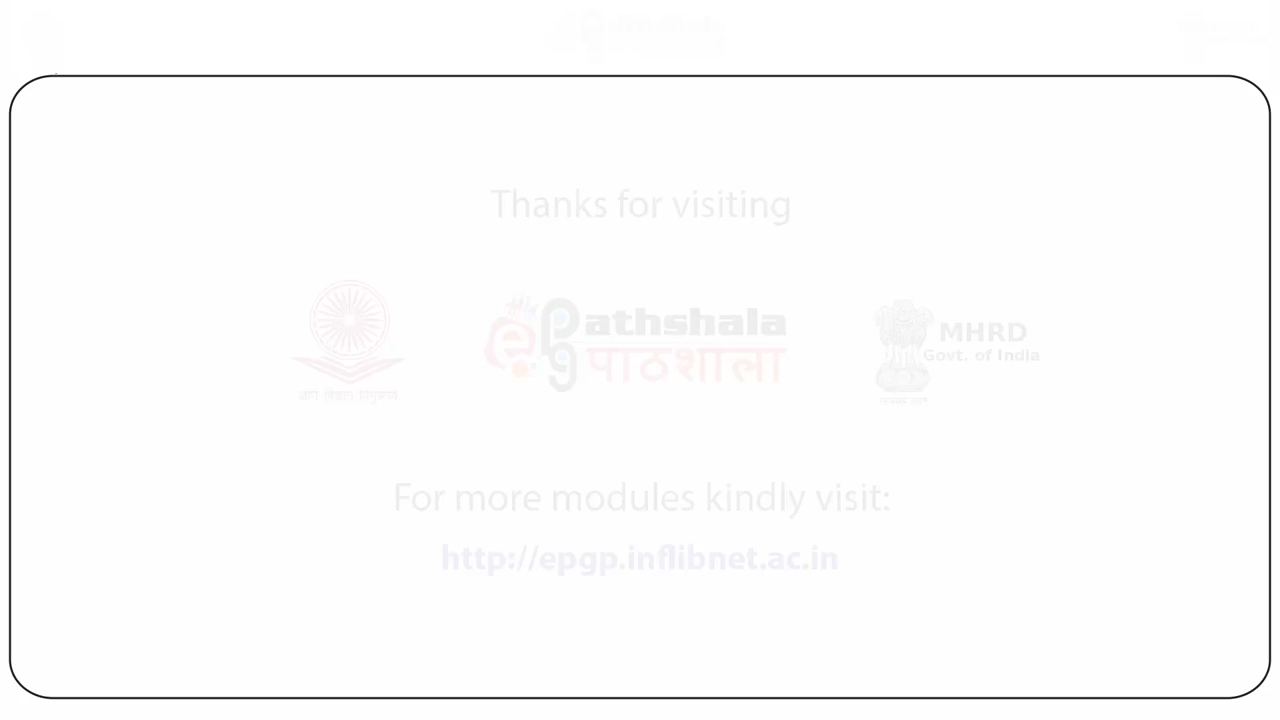 Thanks for visiting
e pg Pathshala
पाठशाला
MHRD
Govt. of India
For more modules kindly visit:
http://epgp.inflibnet.ac.in